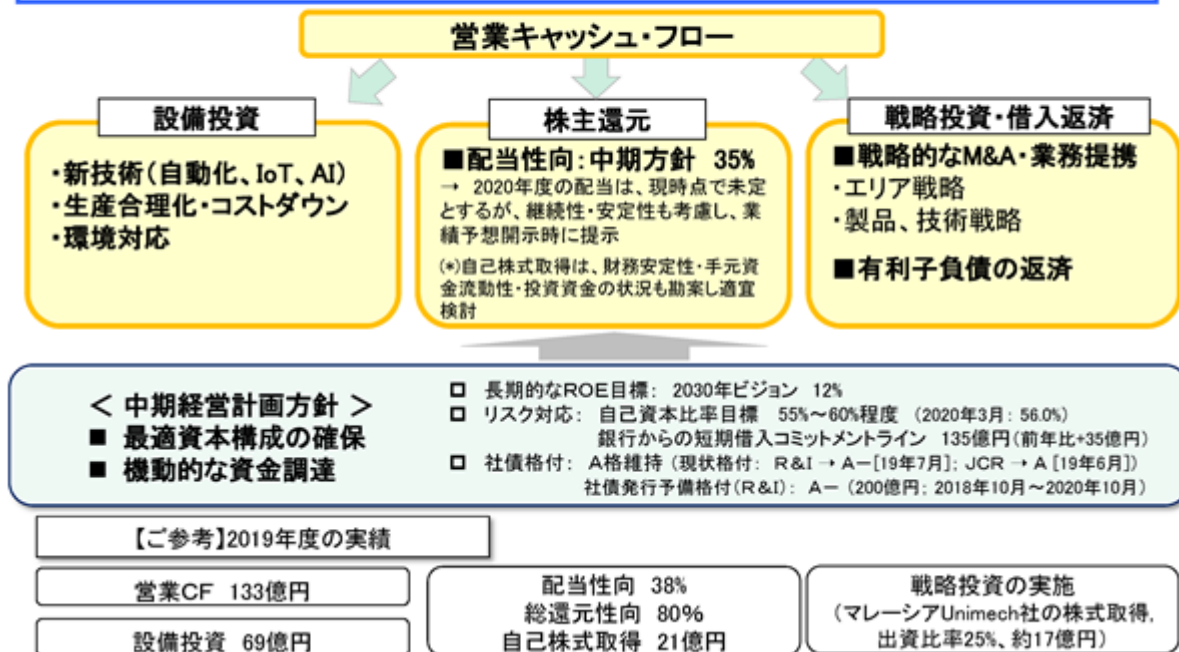 営業キャッシュ・フロー
設備投資
・新技術(自動化、IoT、AI)
・生産合理化・コストダウン
・環境対応
株主還元
■配当性向:中期方針 35%
→ 2020年度の配当は、現時点で未定
とするが、継続性・安定性も考慮し、業
績予想開示時に提示
(*)自己株式取得は、財務安定性・手元資
金流動性・投資資金の状況も勘案し適宜
検討
戦略投資・借入返済
■戦略的なM&A・業務提携
・エリア戦略
・製品、技術戦略
■有利子負債の返済
< 中期経営計画方針 >
■ 最適資本構成の確保
■ 機動的な資金調達
□ 長期的なROE目標: 2030年ビジョン 12%
□ リスク対応: 自己資本比率目標 55%~60%程度 (2020年3月: 56.0%)
銀行からの短期借入コミットメントライン 135億円(前年比+35億円)
□ 社債格付: A格維持 (現状格付: R&I → A-[19年7月]; JCR → A [19年6月])
社債発行予備格付(R&I): A- (200億円; 2018年10月~2020年10月)
【ご参考】2019年度の実績
営業CF 133億円
設備投資 69億円
配当性向 38%
総還元性向 80%
自己株式取得 21億円
戦略投資の実施
(マレーシアUnimech社の株式取得,
出資比率25%、約17億円)